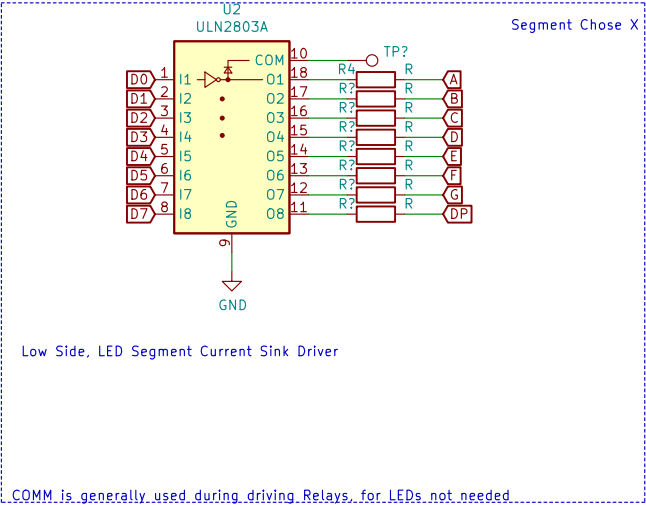 U2
ULN2803A
Segment Chose X
COM 10 TP?
D0 1 I1 O1 18 R4 R A
D1 2 I2 O2 17 R? R B
D2 3 I3 O3 16 R? R C
D3 4 I4 O4 15 R? R D
D4 5 I5 O5 14 R? R E
D5 6 I6 O6 13 R? R F
D6 7 I7 O7 12 R? R G
D7 8 I8 O8 11 R? R DP
GND
9
GND
Low Side, LED Segment Current Sink Driver
COMM is generally used during driving Relays, for LEDs not needed